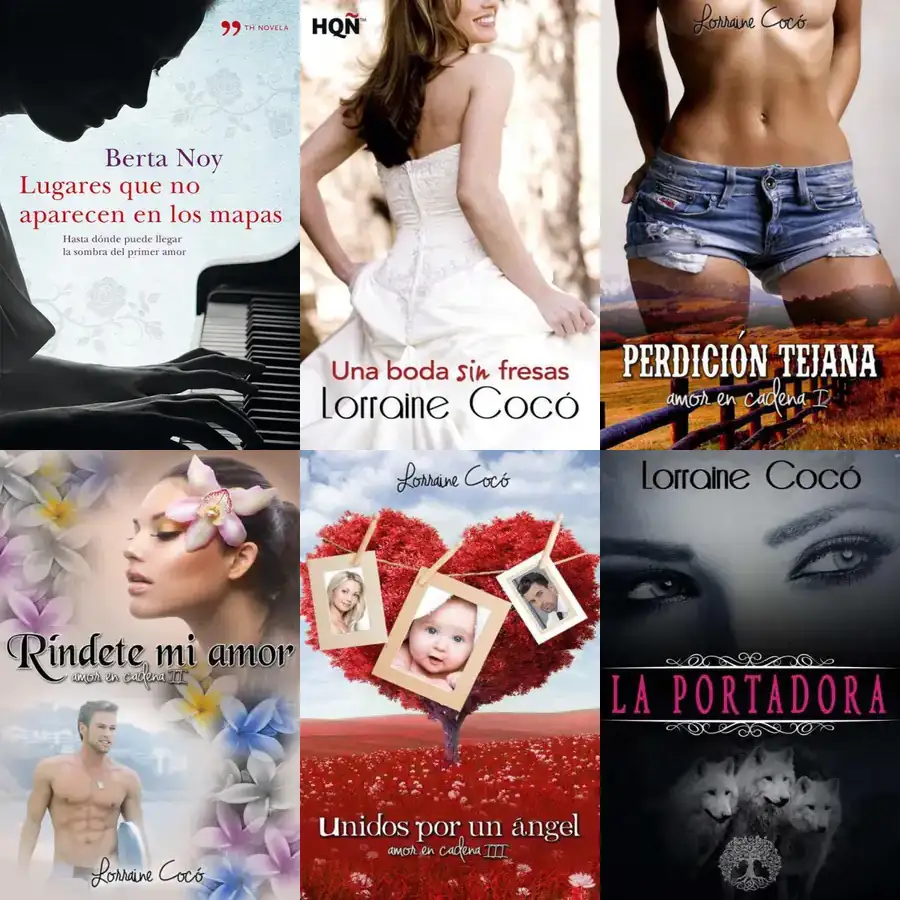 TH NOVELA
Berta Noy
Lugares que no
aparecen en los mapas
Hasta dónde puede llegar
la sombra del primer amor
HQÑ™
Una boda sin fresas
Lorraine Cocó
Lorraine Cocó
PERDICIÓN TEJANA
amor en cadena I
Ríndete mi amor
amor en cadena II
Lorraine Cocó
Lorraine Cocó
Unidos por un ángel
amor en cadena III
Lorraine Cocó
LA PORTADORA